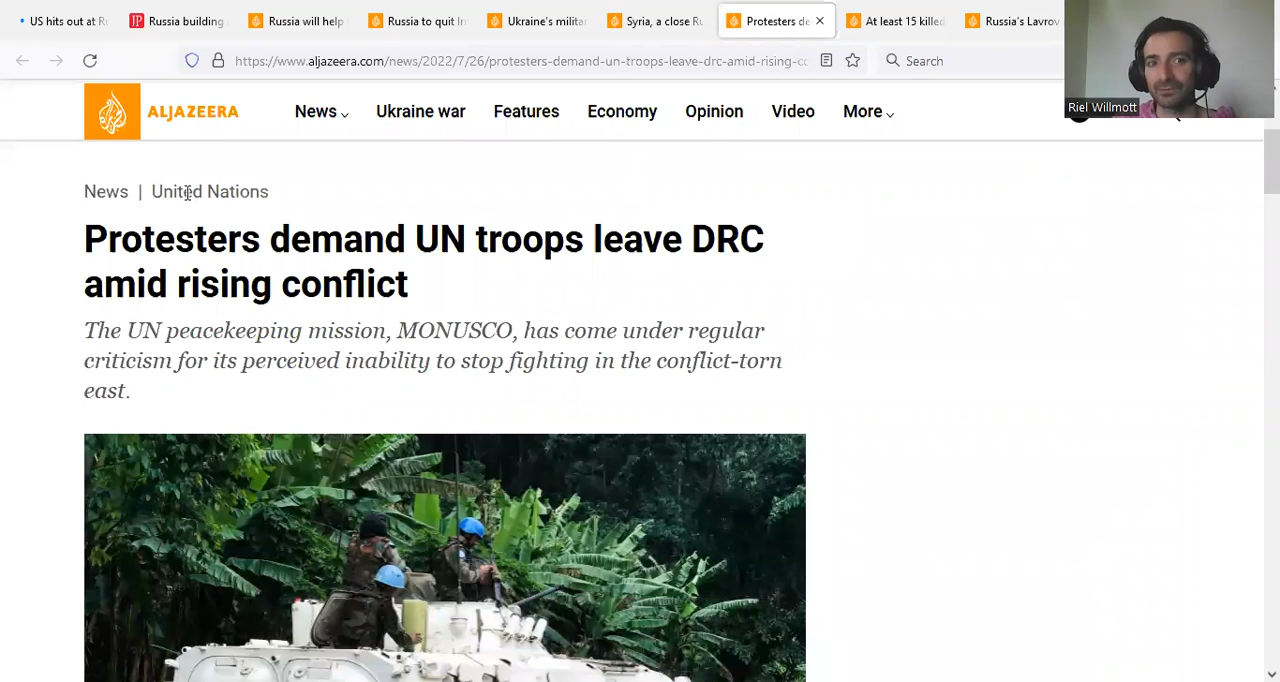 US hits out at Ru
Russia building
Russia will help
Russia to quit In
Ukraine's milita
Syria, a close Ru
Protesters de
At least 15 killed
Russia's Lavrov
https://www.aljazeera.com/news/2022/7/26/protesters-demand-un-troops-leave-drc-amid-rising-co
Search
Riel Willmott
ALJAZEERA
News
Ukraine war
Features
Economy
Opinion
Video
More
News | United Nations
Protesters demand UN troops leave DRC
amid rising conflict
The UN peacekeeping mission, MONUSCO, has come under regular
criticism for its perceived inability to stop fighting in the conflict-torn
east.